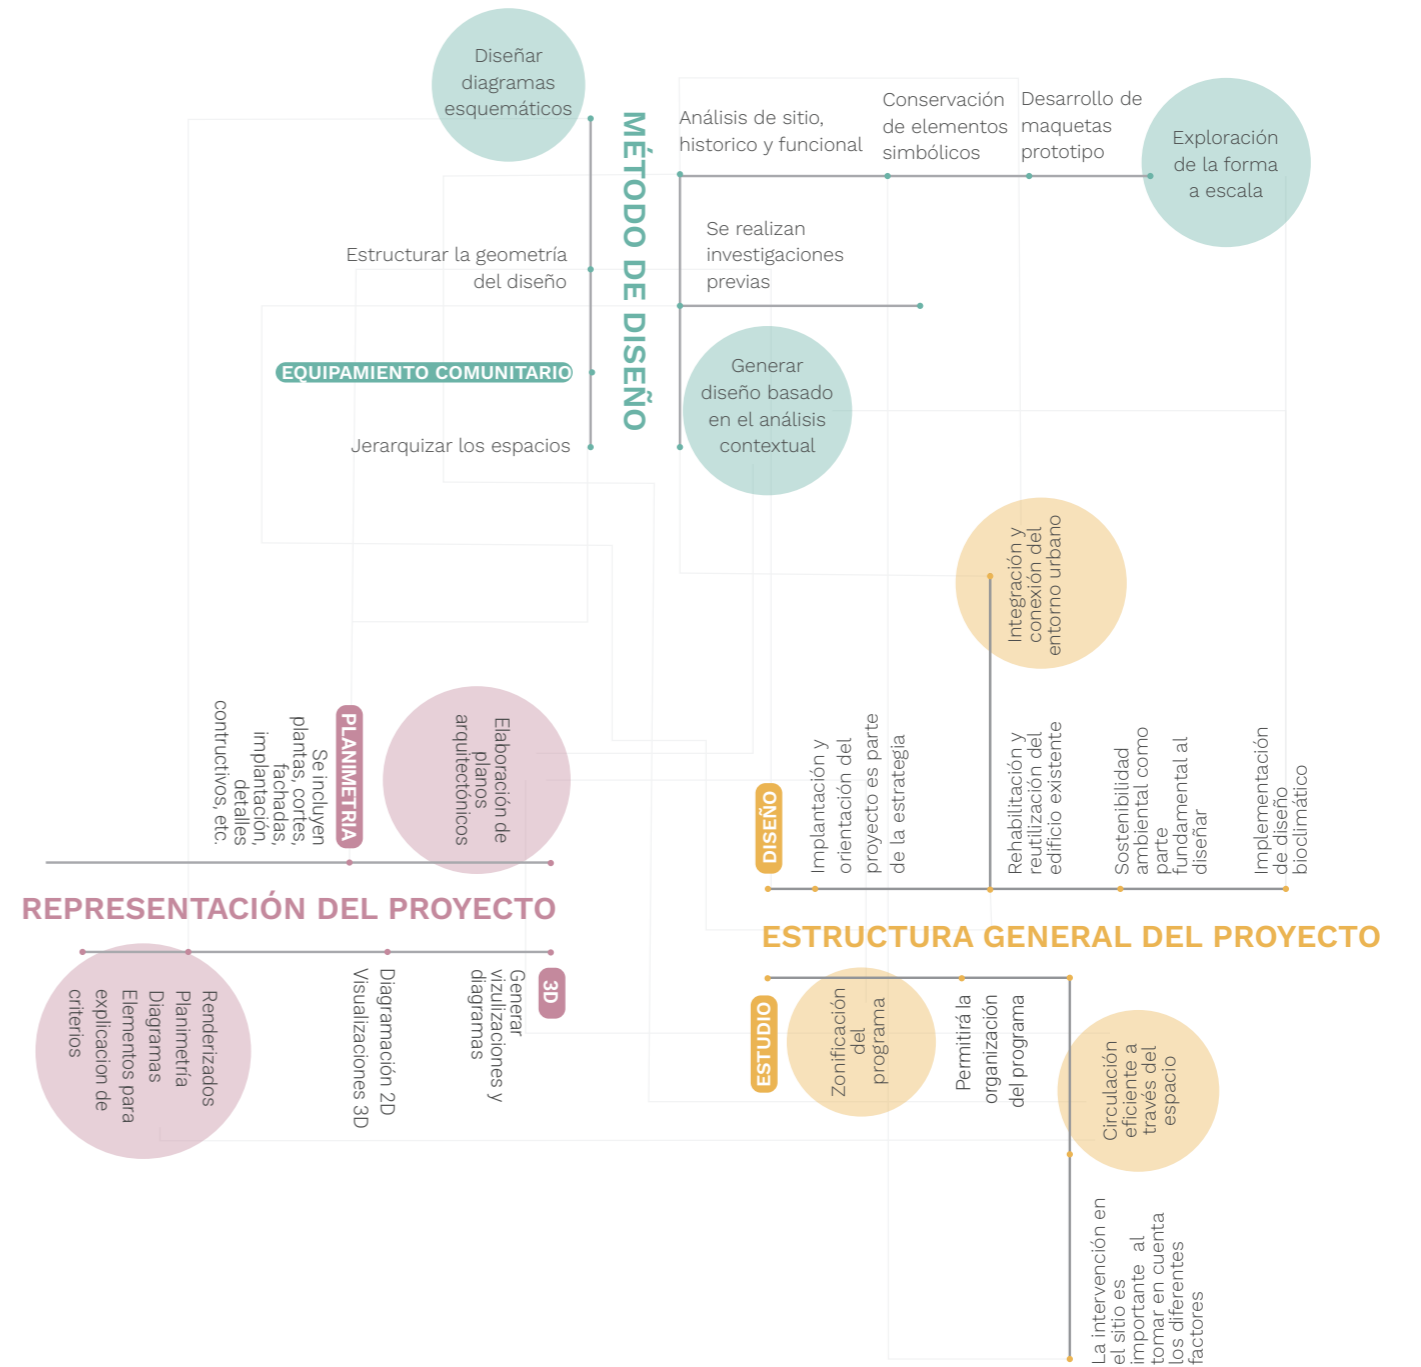 Diseñar
diagramas
esquemáticos
MÉTODO DE DISEÑO
Análisis de sitio,
historico y funcional
Conservación
de elementos
simbólicos
Desarrollo de
maquetas
prototipo
Exploración
de la forma
a escala
Estructurar la geometría
del diseño
Se realizan
investigaciones
previas
EQUIPAMIENTO COMUNITARIO
Generar
diseño basado
en el análisis
contextual
Jerarquizar los espacios
Integración y
conexión del
entorno urbano
PLANIMETRIA
Se incluyen
plantas, cortes,
fachadas,
implantación,
detalles
contructivos, etc.
Elaboración de
planos
arquitectónicos
REPRESENTACIÓN DEL PROYECTO
3D
Generar
vizulizaciones y
diagramas
Diagramación 2D
Visualizaciones 3D
Renderizados
Planimetría
Diagramas
Elementos para
explicacion de
criterios
DISEÑO
Implantación y
orientación del
proyecto es parte
de la estrategia
Rehabilitación y
reutilización del
edificio existente
Sostenibilidad
ambiental como
parte
fundamental al
diseñar
Implementación
de diseño
bioclimático
ESTRUCTURA GENERAL DEL PROYECTO
ESTUDIO
Zonificación
del
programa
Permitirá la
organización
del programa
Circulación
eficiente a
través del
espacio
La intervención en
el sitio es
importante al
tomar en cuenta
los diferentes
factores